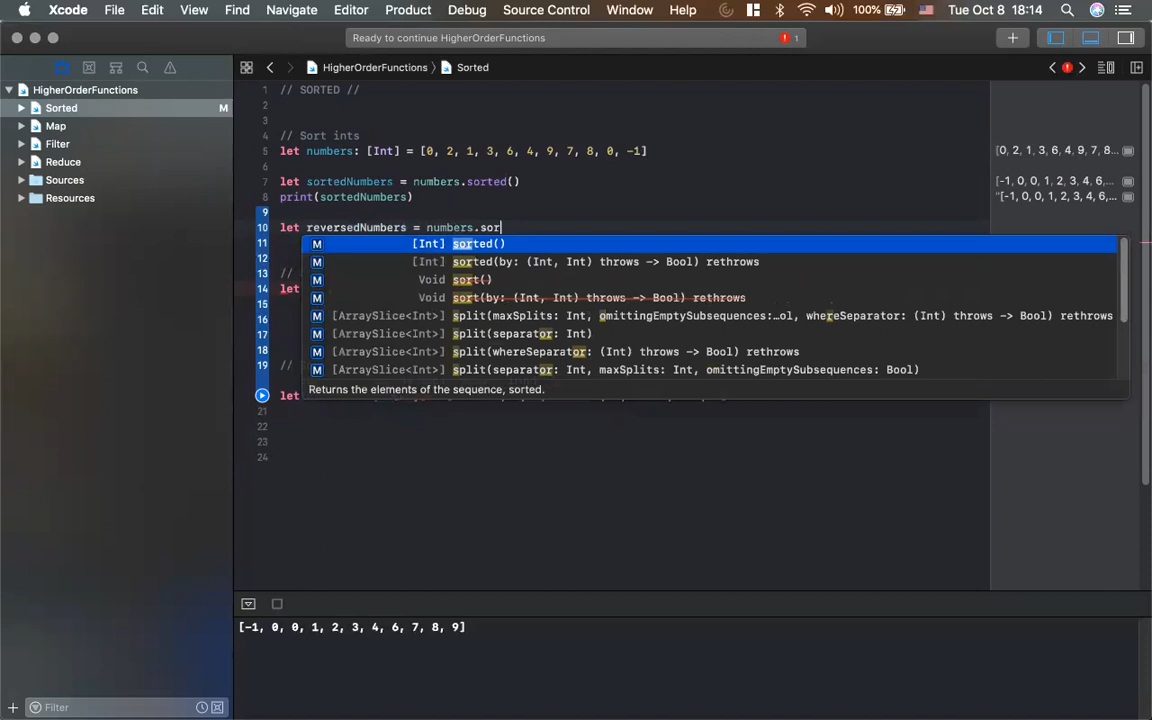 Xcode File Edit View Find Navigate Editor Product Debug Source Control Window Help 100% Tue Oct 8 18:14
Ready to continue HigherOrderFunctions 1
HigherOrderFunctions Sorted
HigherOrderFunctions
Sorted M
Map
Filter
Reduce
Sources
Resources
1 // SORTED //
2
3
4 // Sort ints
5 let numbers: [Int] = [0, 2, 1, 3, 6, 4, 9, 7, 8, 0, -1] [0, 2, 1, 3, 6, 4, 9, 7, 8...
6
7 let sortedNumbers = numbers.sorted() [-1, 0, 0, 1, 2, 3, 4, 6,...
8 print(sortedNumbers) "[-1, 0, 0, 1, 2, 3, 4, 6...
9
10 let reversedNumbers = numbers.sor
11 M [Int] sorted()
12 M [Int] sorted(by: (Int, Int) throws -> Bool) rethrows
13 // M Void sort()
14 let M Void sort(by: (Int, Int) throws -> Bool) rethrows
15 M [ArraySlice<Int>] split(maxSplits: Int, omittingEmptySubsequences:…ol, whereSeparator: (Int) throws -> Bool) rethrows
16 M [ArraySlice<Int>] split(separator: Int)
17
18 M [ArraySlice<Int>] split(whereSeparator: (Int) throws -> Bool) rethrows
19 // M [ArraySlice<Int>] split(separator: Int, maxSplits: Int, omittingEmptySubsequences: Bool)
Returns the elements of the sequence, sorted.
let
21
22
23
24
[-1, 0, 0, 1, 2, 3, 4, 6, 7, 8, 9]
Filter